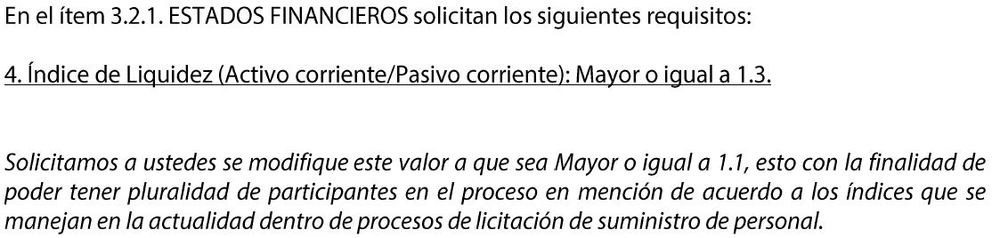 En el ítem 3.2.1. ESTADOS FINANCIEROS solicitan los siguientes requisitos:
4. Índice de Liquidez (Activo corriente/Pasivo corriente): Mayor o igual a 1.3.
Solicitamos a ustedes se modifique este valor a que sea Mayor o igual a 1.1, esto con la finalidad de
poder tener pluralidad de participantes en el proceso en mención de acuerdo a los índices que se
manejan en la actualidad dentro de procesos de licitación de suministro de personal.